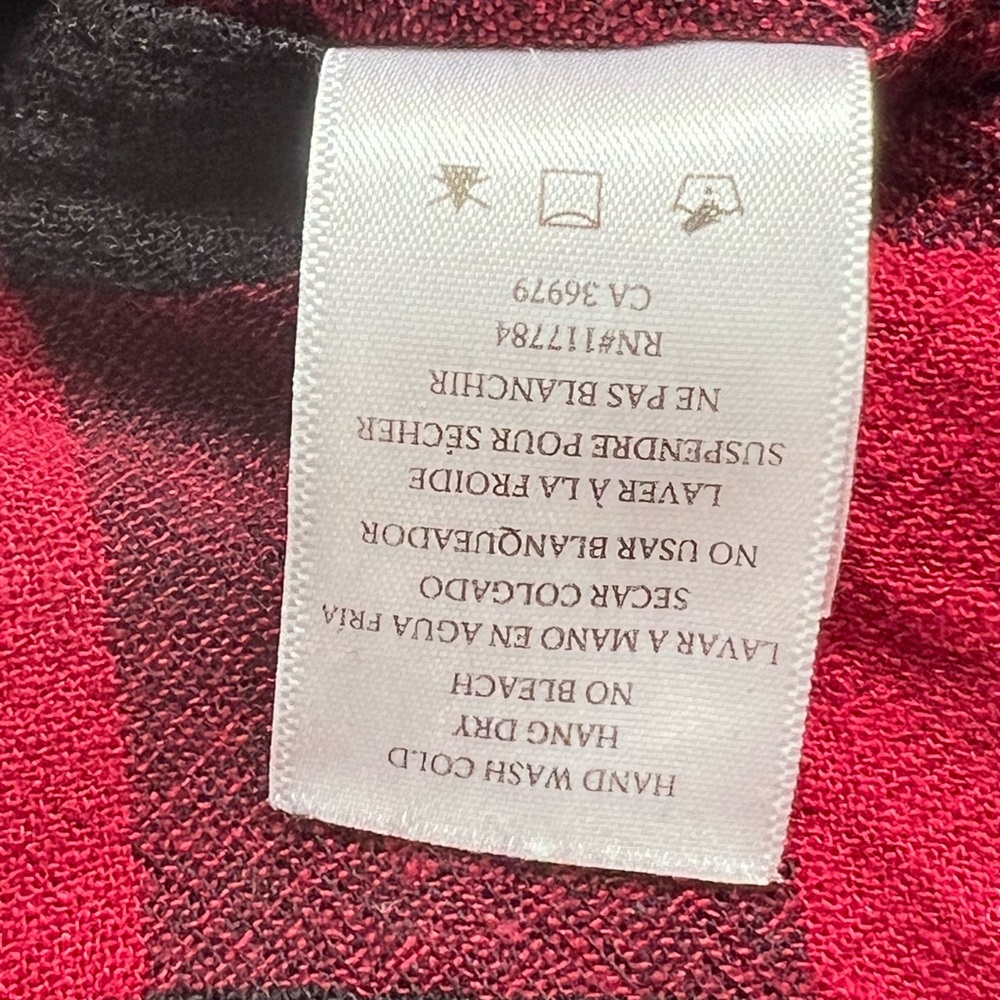 HAND WASH COLD
HANG DRY
NO BLEACH
LAVAR A MANO EN AGUA FRIA
SECAR COLGADO
NO USAR BLANQUEADOR
LAVER À LA FROIDE
SUSPENDRE POUR SÉCHER
NE PAS BLANCHIR
RN#117784
CA 36979